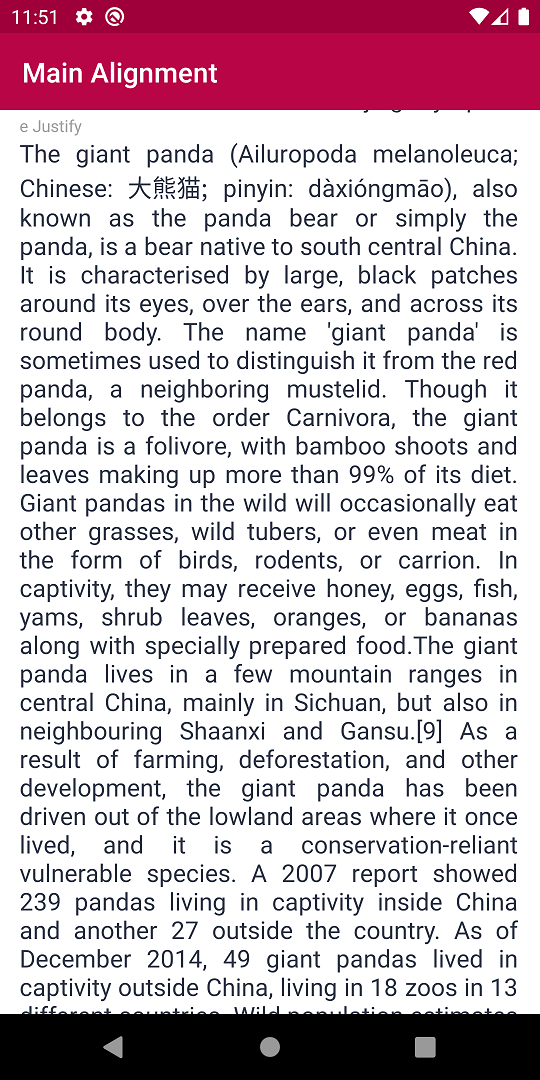 11:51
Main Alignment
e Justify
The giant panda (Ailuropoda melanoleuca;
Chinese: 大熊猫; pinyin: dàxióngmāo), also
known as the panda bear or simply the
panda, is a bear native to south central China.
It is characterised by large, black patches
around its eyes, over the ears, and across its
round body. The name 'giant panda' is
sometimes used to distinguish it from the red
panda, a neighboring mustelid. Though it
belongs to the order Carnivora, the giant
panda is a folivore, with bamboo shoots and
leaves making up more than 99% of its diet.
Giant pandas in the wild will occasionally eat
other grasses, wild tubers, or even meat in
the form of birds, rodents, or carrion. In
captivity, they may receive honey, eggs, fish,
yams, shrub leaves, oranges, or bananas
along with specially prepared food.The giant
panda lives in a few mountain ranges in
central China, mainly in Sichuan, but also in
neighbouring Shaanxi and Gansu.[9] As a
result of farming, deforestation, and other
development, the giant panda has been
driven out of the lowland areas where it once
lived, and it is a conservation-reliant
vulnerable species. A 2007 report showed
239 pandas living in captivity inside China
and another 27 outside the country. As of
December 2014, 49 giant pandas lived in
captivity outside China, living in 18 zoos in 13
different countries. Wild population estimates